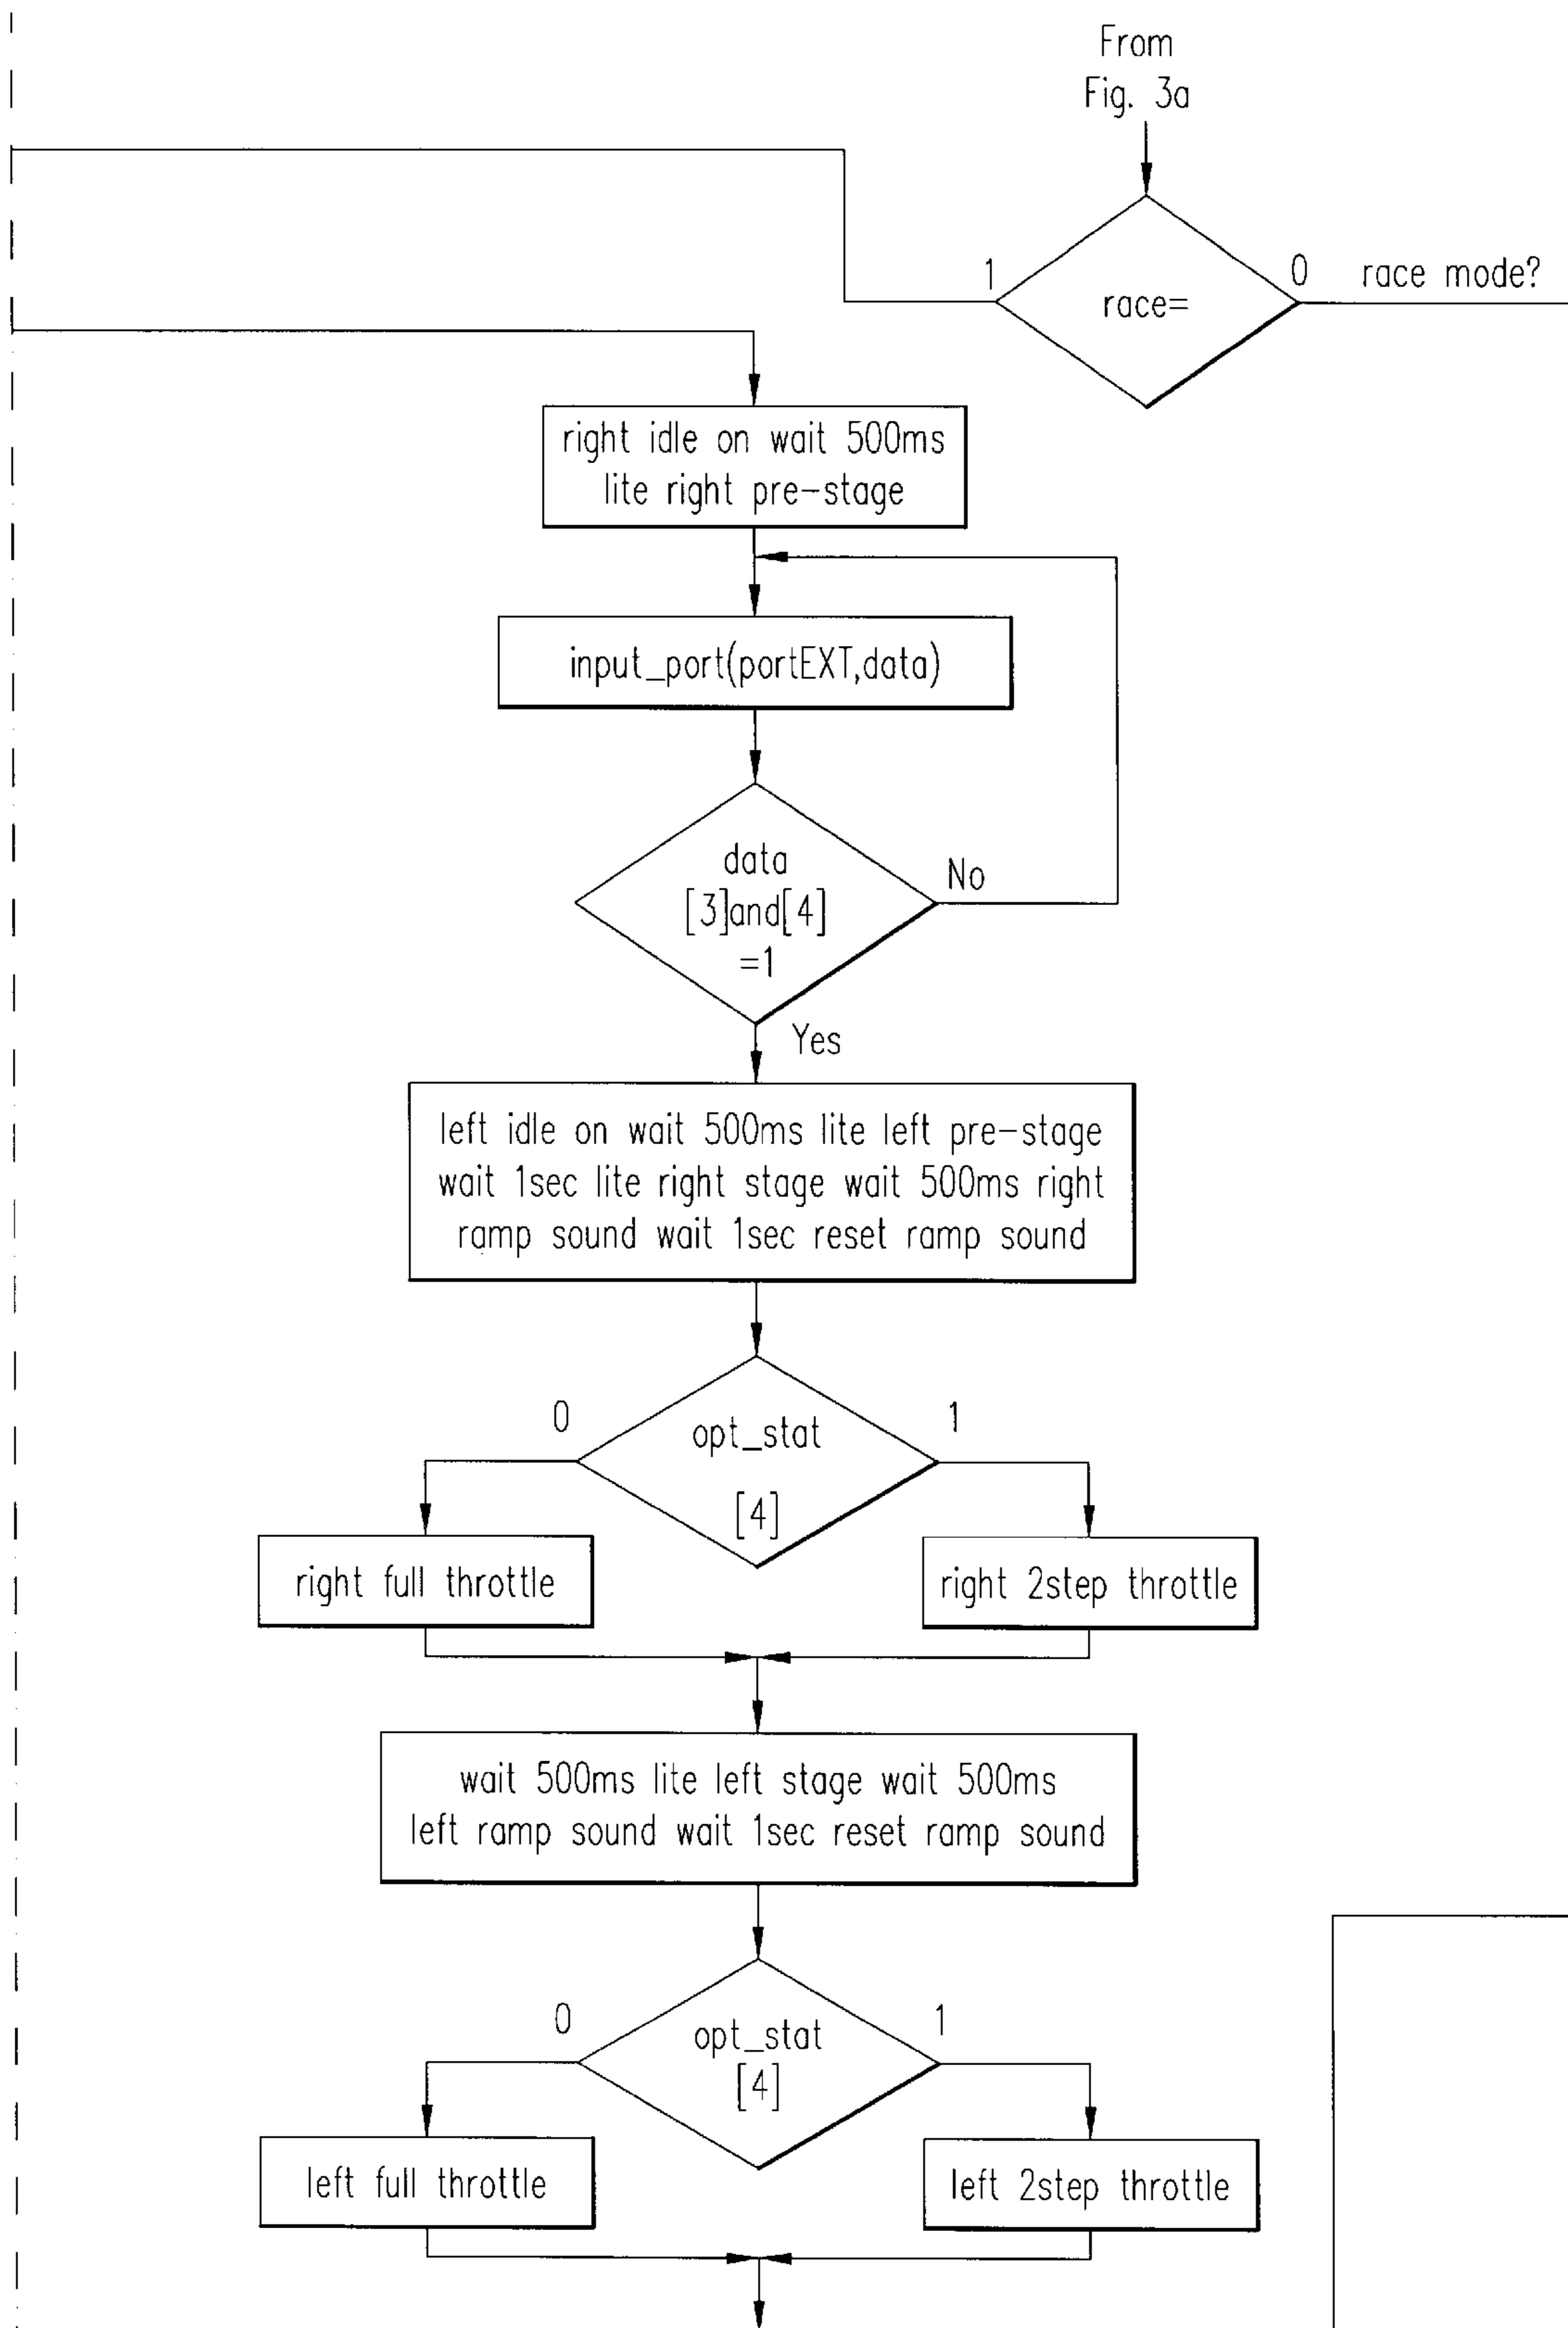 From
Fig. 3a
1
0 race mode?
race=
right idle on wait 500ms
lite right pre-stage
input_port(portEXT,data)
data
[3]and[4]
=1
No
Yes
left idle on wait 500ms lite left pre-stage
wait 1sec lite right stage wait 500ms right
ramp sound wait 1sec reset ramp sound
0
1
opt_stat
[4]
right full throttle
right 2step throttle
wait 500ms lite left stage wait 500ms
left ramp sound wait 1sec reset ramp sound
0
1
opt_stat
[4]
left full throttle
left 2step throttle